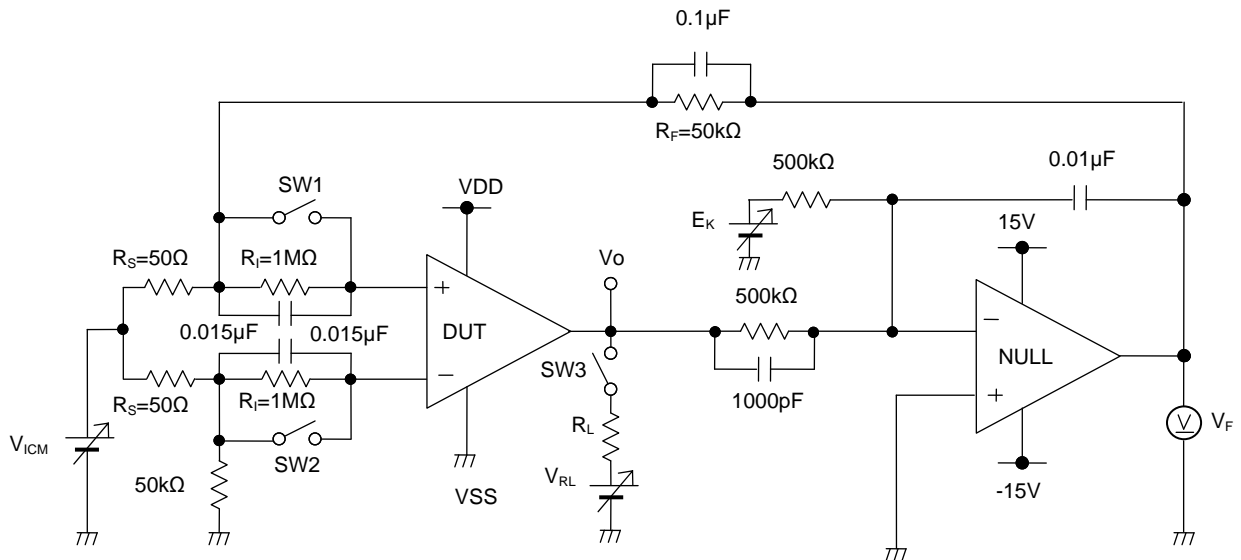 0.1µF
RF=50kΩ
500kΩ
0.01µF
SW1
VDD
EK
15V
RS=50Ω
RI=1MΩ
Vo
500kΩ
+
−
0.015µF
0.015µF
DUT
NULL
−
SW3
+
RS=50Ω
RI=1MΩ
1000pF
V
VF
RL
VICM
SW2
50kΩ
VSS
VRL
-15V